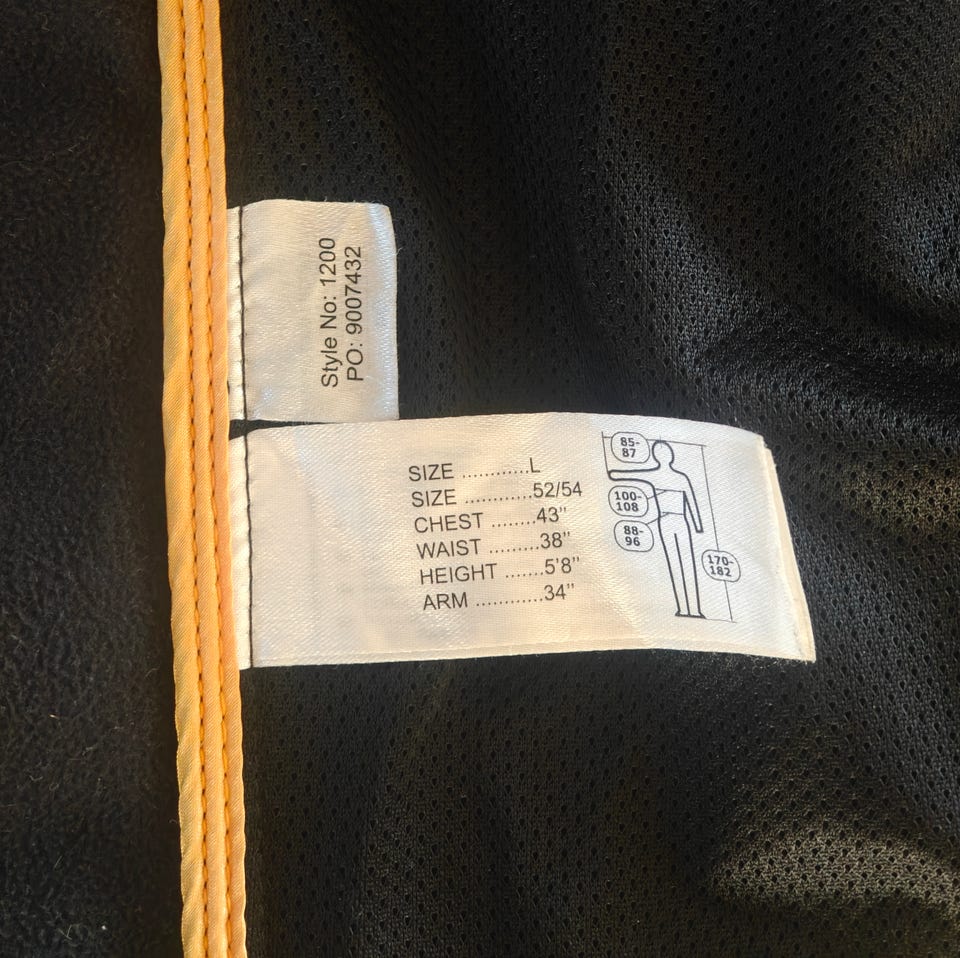 Style No: 1200
PO: 9007432
SIZE ............L
SIZE .............52/54
CHEST ........43”
WAIST .........38”
HEIGHT .......5’8”
ARM ............34”
85-
87
100-
108
88-
96
170-
182